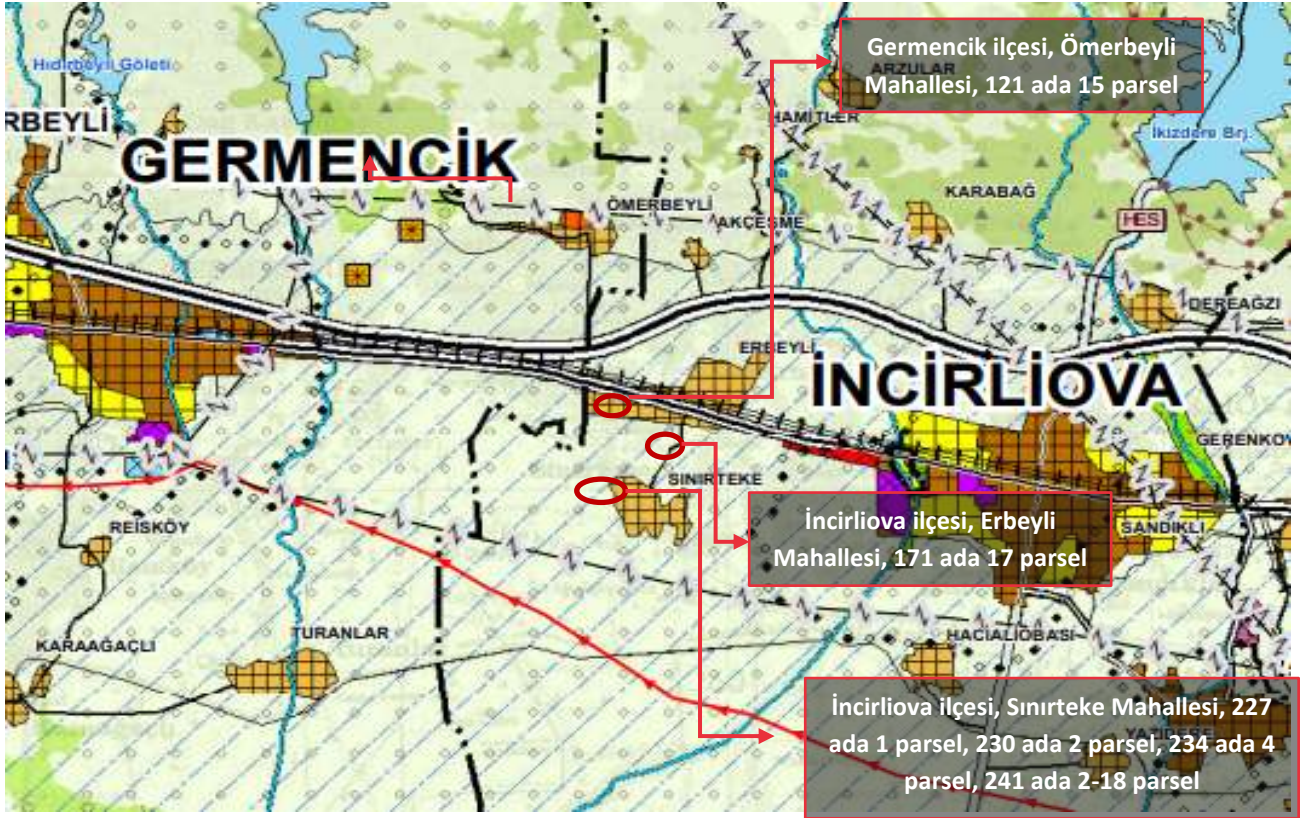 Germencik ilçesi, Ömerbeyli
Mahallesi, 121 ada 15 parsel
ARZULAR
Hıdırbeyli Göleti
RBEYLİ
HAMİTLER
İkizdere Brj.
GERMENCİK
KARABAĞ
ÖMERBEYLİ
AKÇEŞME
HES
DEREAĞZI
ERBEYLİ
İNCİRLİOVA
GERENKÖY
SINIRTEKE
İncirliova ilçesi, Erbeyli
Mahallesi, 171 ada 17 parsel
SANDIKLI
REİSKÖY
TURANLAR
HACIALİOBASI
KARAAĞAÇLI
İncirliova ilçesi, Sınırteke Mahallesi, 227
ada 1 parsel, 230 ada 2 parsel, 234 ada 4
parsel, 241 ada 2-18 parsel